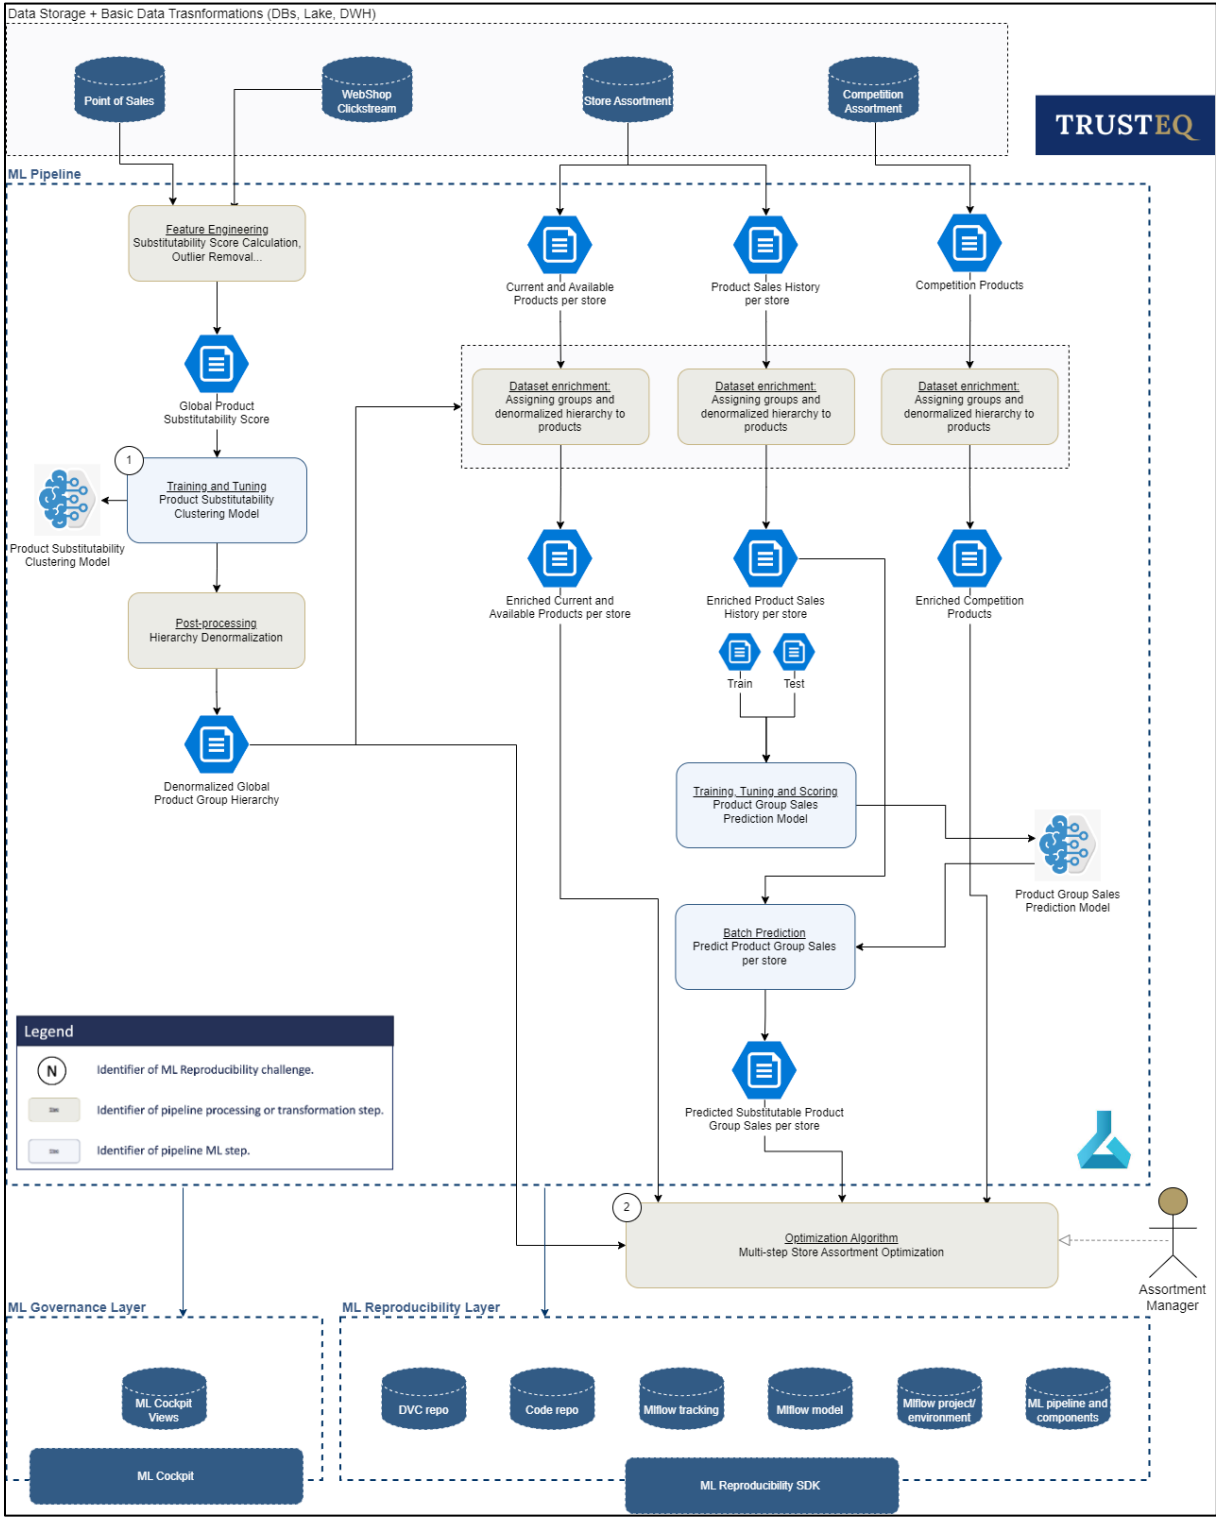 Data Storage + Basic Data Trasnformations (DBs, Lake, DWH)
Point of Sales
WebShop
Clickstream
Store Assortment
Competition
Assortment
TRUSTEQ
ML Pipeline
Feature Engineering
Substitutability Score Calculation,
Outlier Removal...
Current and Available
Products per store
Product Sales History
per store
Competition Products
Global Product
Substitutability Score
Dataset enrichment:
Assigning groups and
denormalized hierarchy to
products
Dataset enrichment:
Assigning groups and
denormalized hierarchy to
products
Dataset enrichment:
Assigning groups and
denormalized hierarchy to
products
1
Training and Tuning
Product Substitutability
Clustering Model
Product Substitutability
Clustering Model
Post-processing
Hierarchy Denormalization
Enriched Current and
Available Products per store
Enriched Product Sales
History per store
Enriched Competition
Products
Train
Test
Denormalized Global
Product Group Hierarchy
Training, Tuning and Scoring
Product Group Sales
Prediction Model
Product Group Sales
Prediction Model
Batch Prediction
Predict Product Group Sales
per store
Legend
N
Identifier of ML Reproducibility challenge.
Identifier of pipeline processing or transformation step.
Identifier of pipeline ML step.
Predicted Substitutable Product
Group Sales per store
2
Optimization Algorithm
Multi-step Store Assortment Optimization
Assortment
Manager
ML Governance Layer
ML Reproducibility Layer
ML Cockpit
Views
DVC repo
Code repo
Mlflow tracking
Mlflow model
Mlflow project/
environment
ML pipeline and
components
ML Cockpit
ML Reproducibility SDK